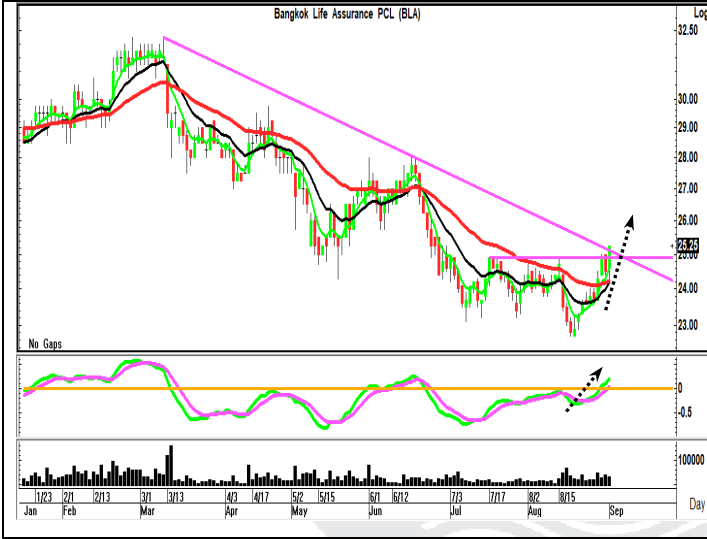 Bangkok Life Assurance PCL (BLA)
Log
32.50
30.00
29.00
28.00
27.00
26.00
25.25
25.00
24.00
23.00
No Gaps
0
-0.5
100000
1/23 2/1 2/13 3/1 3/13 4/3 4/17 5/2 5/15 6/1 6/12 7/3 7/17 8/2 8/15
Day
Jan Feb Mar Apr May Jun Jul Aug Sep